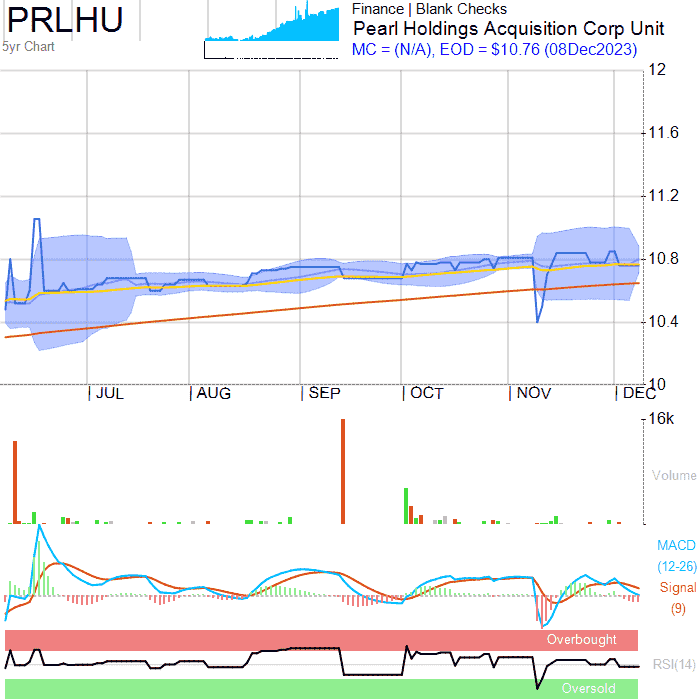 PRLHU
5yr Chart
Finance | Blank Checks
Pearl Holdings Acquisition Corp Unit
MC = (N/A), EOD = $10.76 (08Dec2023)
12
11.6
11.2
10.8
10.4
10
JUL
AUG
SEP
OCT
NOV
DEC
16k
Volume
MACD
(12-26)
Signal
(9)
Overbought
RSI(14)
Oversold